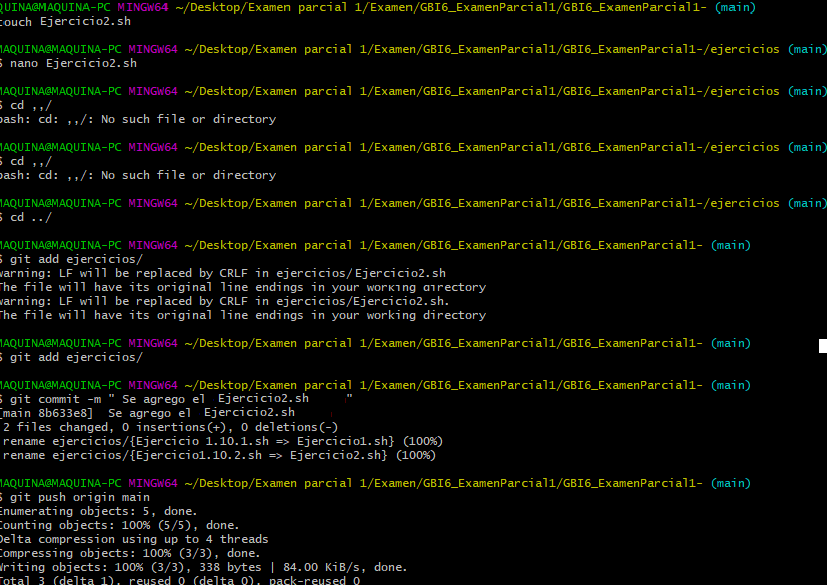 QUINA@MAQUINA-PC MINGW64 ~/Desktop/Examen parcial 1/Examen/GBI6_ExamenParcial1/GBI6_ExamenParcial1- (main)
touch Ejercicio2.sh
MAQUINA@MAQUINA-PC MINGW64 ~/Desktop/Examen parcial 1/Examen/GBI6_ExamenParcial1/GBI6_ExamenParcial1-/ejercicios (main)
$ nano Ejercicio2.sh
MAQUINA@MAQUINA-PC MINGW64 ~/Desktop/Examen parcial 1/Examen/GBI6_ExamenParcial1/GBI6_ExamenParcial1-/ejercicios (main)
$ cd ,,/
bash: cd: ,,/: No such file or directory
MAQUINA@MAQUINA-PC MINGW64 ~/Desktop/Examen parcial 1/Examen/GBI6_ExamenParcial1/GBI6_ExamenParcial1-/ejercicios (main)
$ cd ,,/
bash: cd: ,,/: No such file or directory
MAQUINA@MAQUINA-PC MINGW64 ~/Desktop/Examen parcial 1/Examen/GBI6_ExamenParcial1/GBI6_ExamenParcial1-/ejercicios (main)
$ cd ../
MAQUINA@MAQUINA-PC MINGW64 ~/Desktop/Examen parcial 1/Examen/GBI6_ExamenParcial1/GBI6_ExamenParcial1- (main)
$ git add ejercicios/
warning: LF will be replaced by CRLF in ejercicios/Ejercicio2.sh
The file will have its original line endings in your working directory
warning: LF will be replaced by CRLF in ejercicios/Ejercicio2.sh.
The file will have its original line endings in your working directory
MAQUINA@MAQUINA-PC MINGW64 ~/Desktop/Examen parcial 1/Examen/GBI6_ExamenParcial1/GBI6_ExamenParcial1- (main)
$ git add ejercicios/
MAQUINA@MAQUINA-PC MINGW64 ~/Desktop/Examen parcial 1/Examen/GBI6_ExamenParcial1/GBI6_ExamenParcial1- (main)
$ git commit -m " Se agrego el Ejercicio2.sh "
[main 8b633e8] Se agrego el Ejercicio2.sh
2 files changed, 0 insertions(+), 0 deletions(-)
rename ejercicios/{Ejercicio 1.10.1.sh => Ejercicio1.sh} (100%)
rename ejercicios/{Ejercicio1.10.2.sh => Ejercicio2.sh} (100%)
MAQUINA@MAQUINA-PC MINGW64 ~/Desktop/Examen parcial 1/Examen/GBI6_ExamenParcial1/GBI6_ExamenParcial1- (main)
$ git push origin main
Enumerating objects: 5, done.
Counting objects: 100% (5/5), done.
Delta compression using up to 4 threads
Compressing objects: 100% (3/3), done.
Writing objects: 100% (3/3), 338 bytes | 84.00 KiB/s, done.
Total 3 (delta 1), reused 0 (delta 0), pack-reused 0